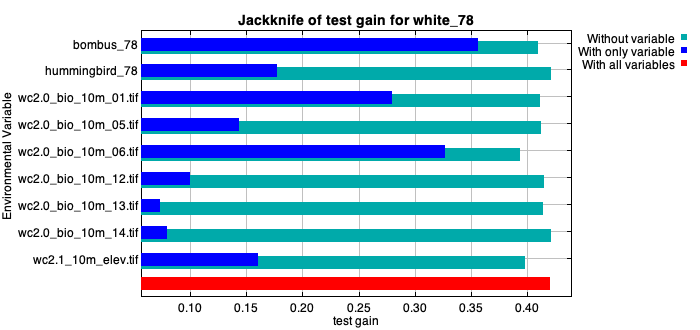 Jackknife of test gain for white_78
Without variable
With only variable
With all variables
Environmental Variable
bombus_78
hummingbird_78
wc2.0_bio_10m_01.tif
wc2.0_bio_10m_05.tif
wc2.0_bio_10m_06.tif
wc2.0_bio_10m_12.tif
wc2.0_bio_10m_13.tif
wc2.0_bio_10m_14.tif
wc2.1_10m_elev.tif
0.10 0.15 0.20 0.25 0.30 0.35 0.40
test gain